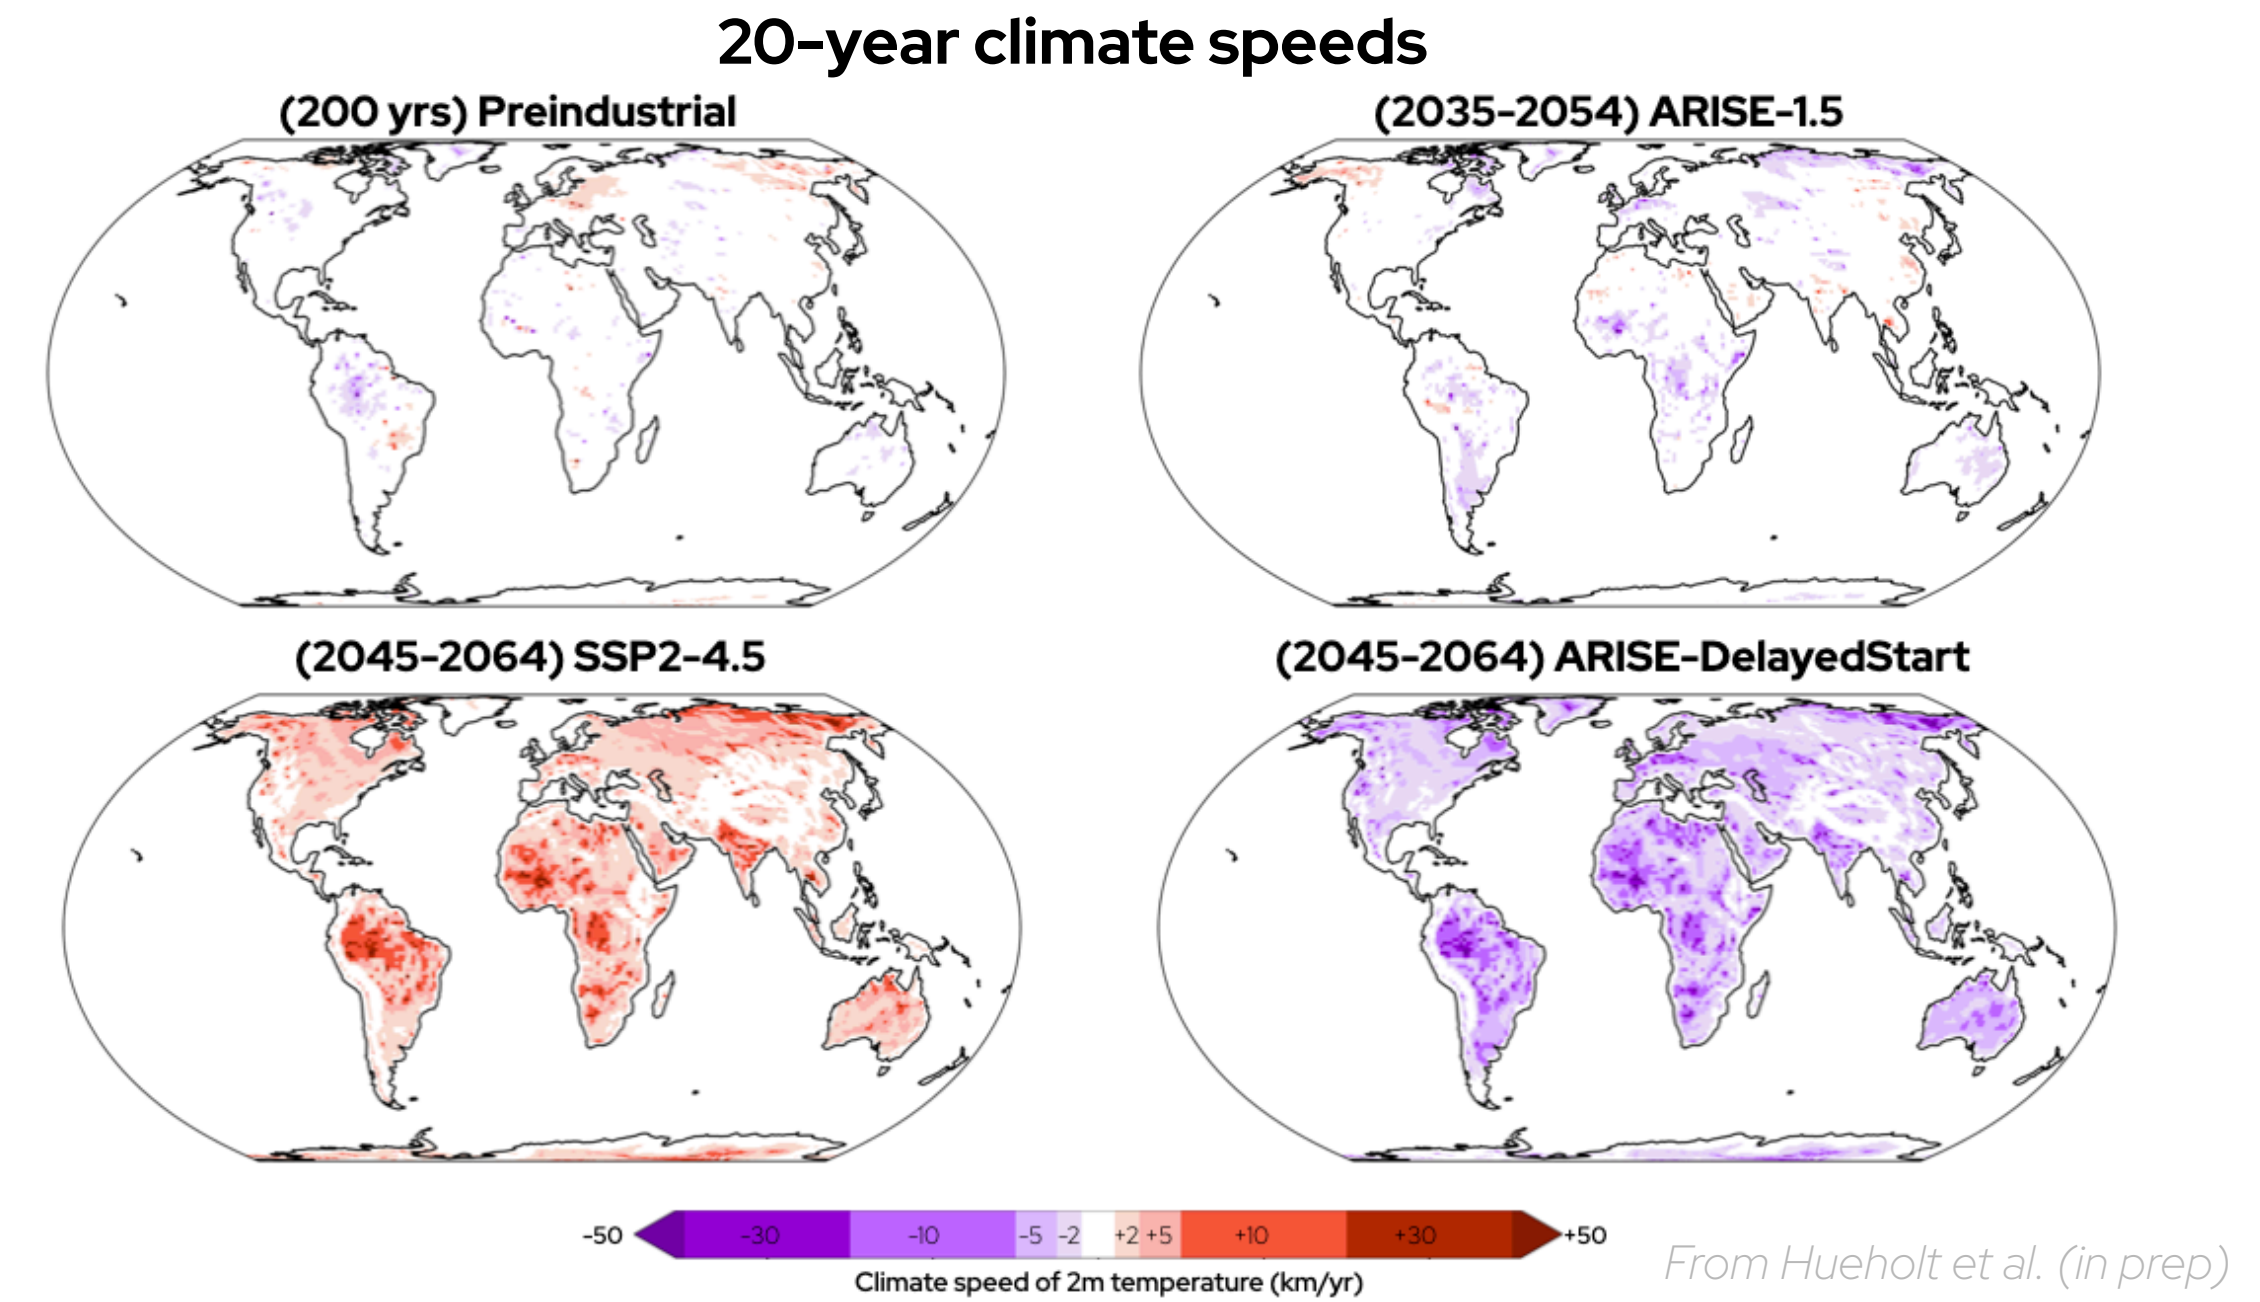 20-year climate speeds
(200 yrs) Preindustrial
(2035-2054) ARISE-1.5
(2045-2064) SSP2-4.5
(2045-2064) ARISE-DelayedStart
-50 -30 -10 -5 -2 +2 +5 +10 +30 +50
Climate speed of 2m temperature (km/yr)
From Hueholt et al. (in prep)